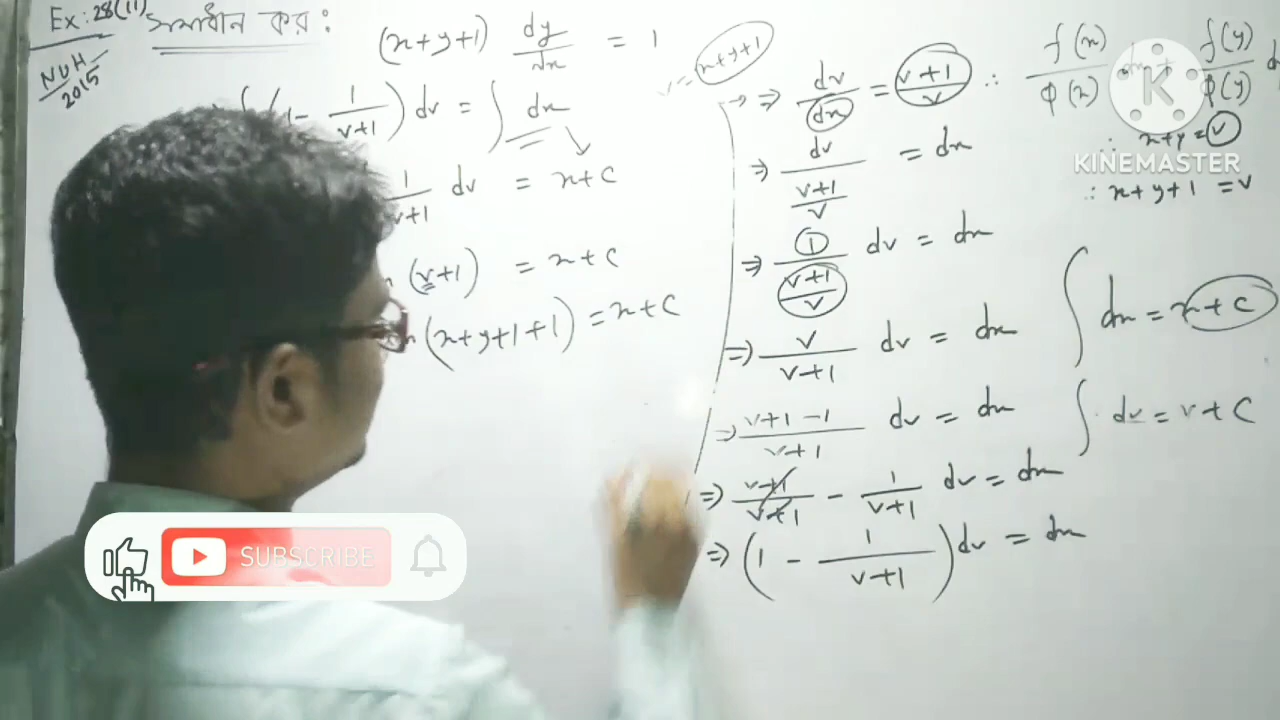 Ex: 28(11) সমাধান কর: (x+y+1) dy/dx = 1
NUH 2015
(1 - 1/(v+1)) dv = ∫ dx
1/(v+1) dv = x+c
(v+1) = x+c
(x+y+1+1) = x+c
v = x+y+1
⇒ dv/dx = (v+1)/v
⇒ dv/((v+1)/v) = dx
⇒ 1/((v+1)/v) dv = dx
⇒ v/(v+1) dv = dx
⇒ (v+1-1)/(v+1) dv = dx
⇒ (v+1)/(v+1) - 1/(v+1) dv = dx
⇒ (1 - 1/(v+1)) dv = dx
∴ f(x)/φ(x) dx + f(y)/φ(y) d
∴ x+y = v
∴ x+y+1 = v
∫ dx = x+c
∫ dv = v+c
K
KINEMASTER
SUBSCRIBE